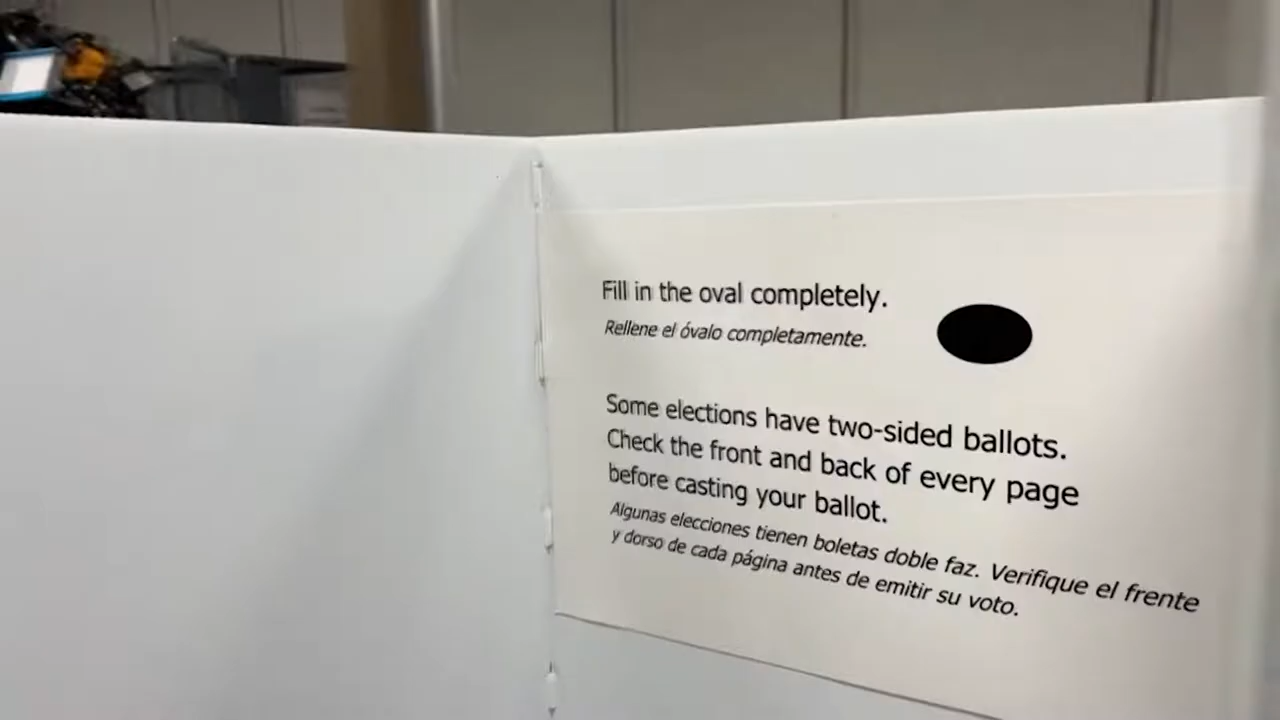 Fill in the oval completely.
Rellene el óvalo completamente.
Some elections have two-sided ballots.
Check the front and back of every page
before casting your ballot.
Algunas elecciones tienen boletas doble faz. Verifique el frente
y dorso de cada página antes de emitir su voto.